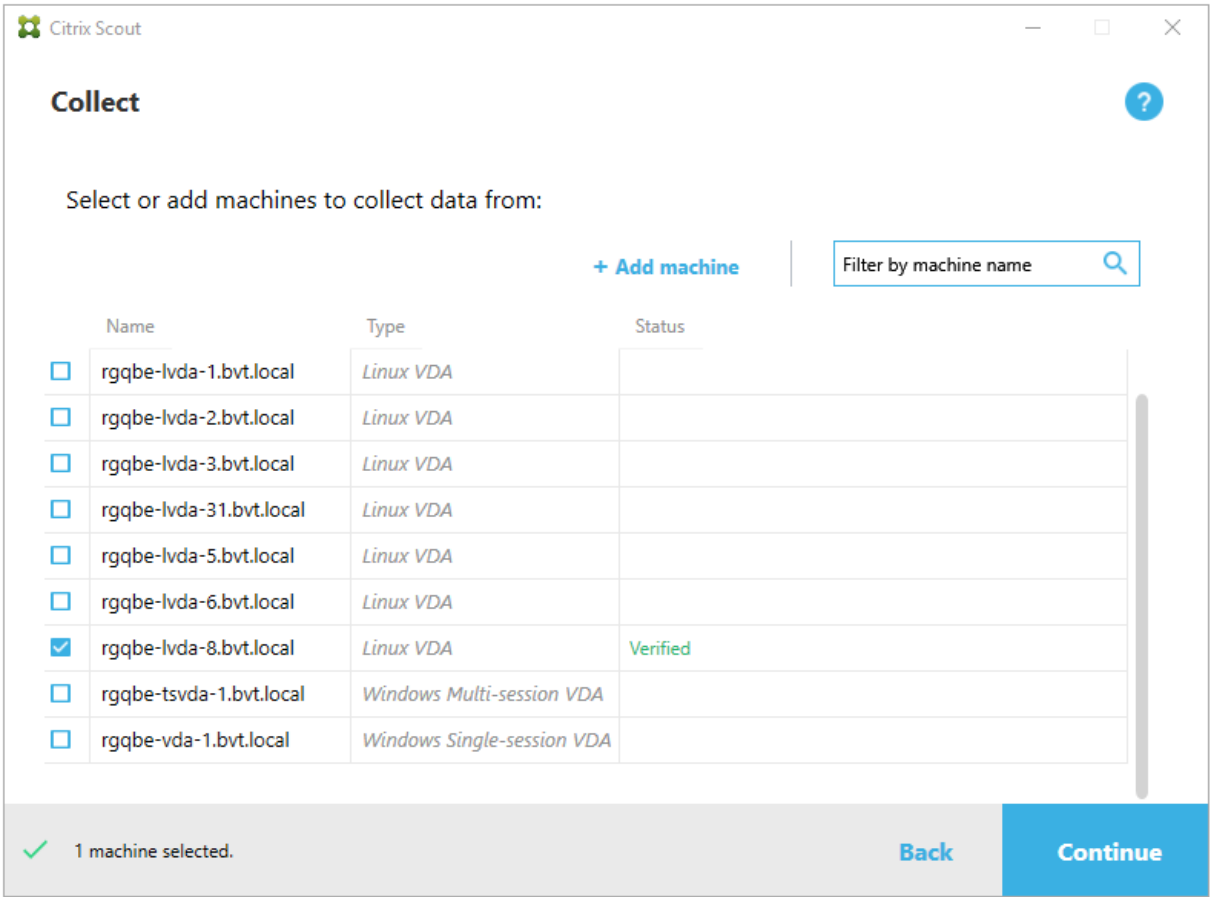 Citrix Scout
Collect
?
Select or add machines to collect data from:
+ Add machine
Filter by machine name
Name Type Status
rgqbe-lvda-1.bvt.local Linux VDA
rgqbe-lvda-2.bvt.local Linux VDA
rgqbe-lvda-3.bvt.local Linux VDA
rgqbe-lvda-31.bvt.local Linux VDA
rgqbe-lvda-5.bvt.local Linux VDA
rgqbe-lvda-6.bvt.local Linux VDA
rgqbe-lvda-8.bvt.local Linux VDA Verified
rgqbe-tsvda-1.bvt.local Windows Multi-session VDA
rgqbe-vda-1.bvt.local Windows Single-session VDA
1 machine selected.
Back
Continue